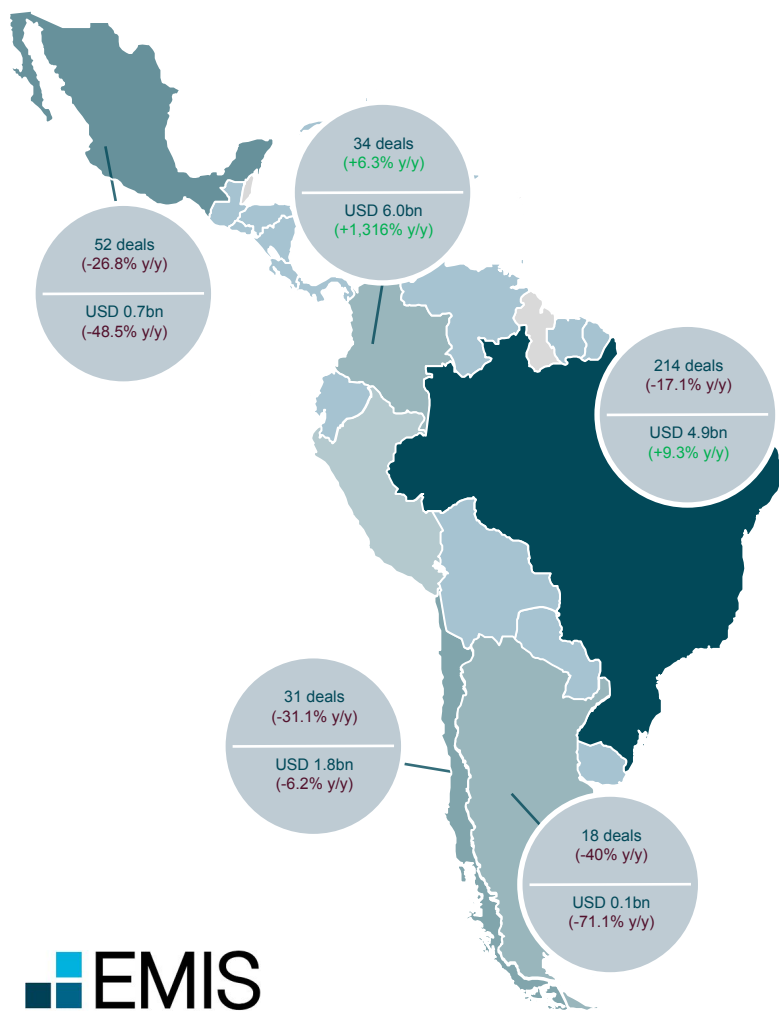 34 deals
(+6.3% y/y)
USD 6.0bn
(+1,316% y/y)
52 deals
(-26.8% y/y)
USD 0.7bn
(-48.5% y/y)
214 deals
(-17.1% y/y)
USD 4.9bn
(+9.3% y/y)
31 deals
(-31.1% y/y)
USD 1.8bn
(-6.2% y/y)
18 deals
(-40% y/y)
USD 0.1bn
(-71.1% y/y)
EMIS